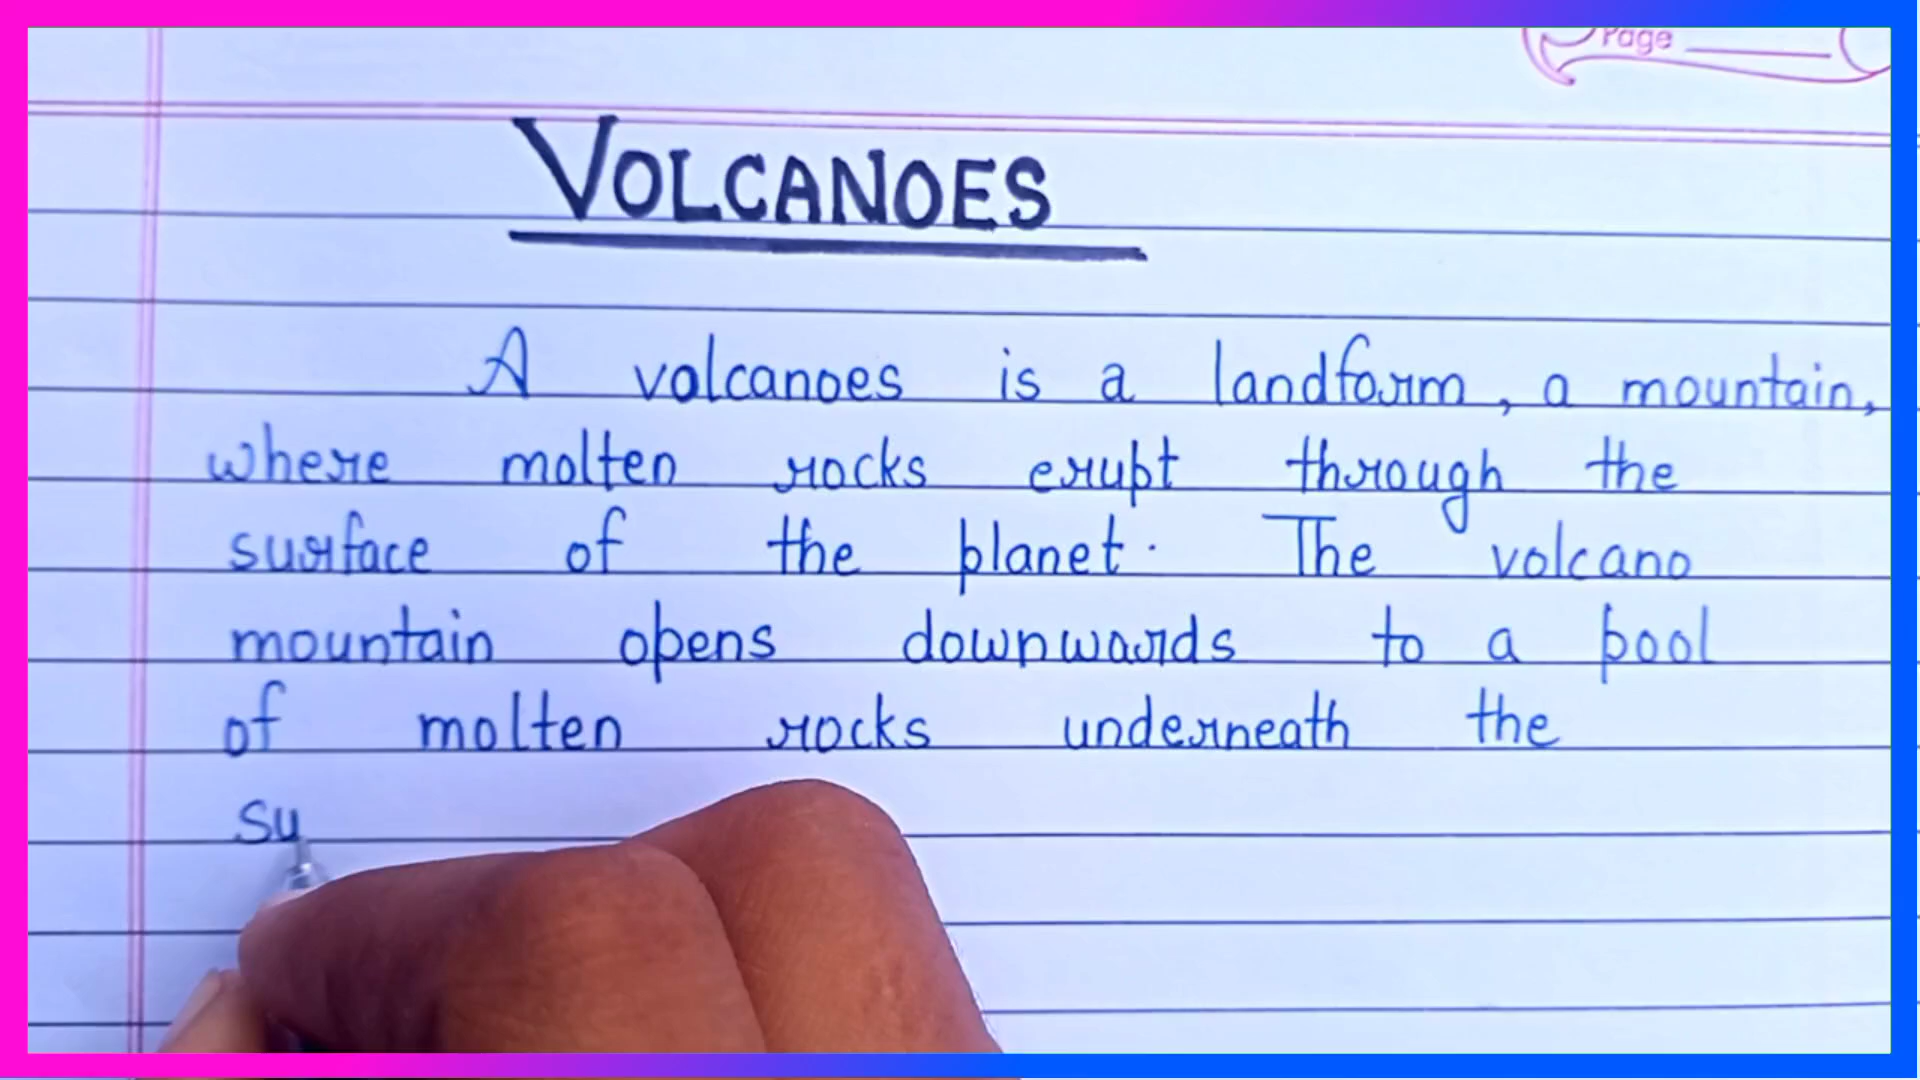 Page
VOLCANOES
A volcanoes is a landform, a mountain,
where molten rocks erupt through the
surface of the planet. The volcano
mountain opens downwards to a pool
of molten rocks underneath the
su